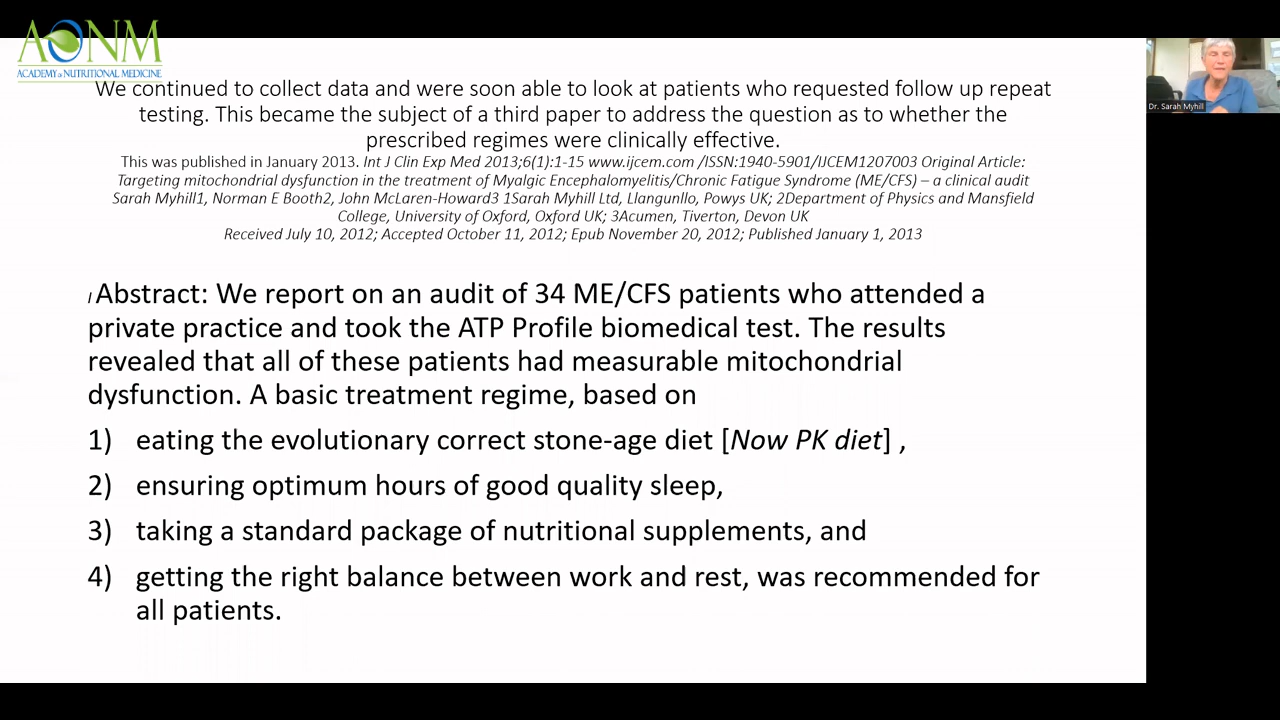 AONM
ACADEMY of NUTRITIONAL MEDICINE
We continued to collect data and were soon able to look at patients who requested follow up repeat
testing. This became the subject of a third paper to address the question as to whether the
prescribed regimes were clinically effective.
This was published in January 2013. Int J Clin Exp Med 2013;6(1):1-15 www.ijcem.com /ISSN:1940-5901/IJCEM1207003 Original Article:
Targeting mitochondrial dysfunction in the treatment of Myalgic Encephalomyelitis/Chronic Fatigue Syndrome (ME/CFS) – a clinical audit
Sarah Myhill1, Norman E Booth2, John McLaren-Howard3 1Sarah Myhill Ltd, Llangunllo, Powys UK; 2Department of Physics and Mansfield
College, University of Oxford, Oxford UK; 3Acumen, Tiverton, Devon UK
Received July 10, 2012; Accepted October 11, 2012; Epub November 20, 2012; Published January 1, 2013
/ Abstract: We report on an audit of 34 ME/CFS patients who attended a
private practice and took the ATP Profile biomedical test. The results
revealed that all of these patients had measurable mitochondrial
dysfunction. A basic treatment regime, based on
1) eating the evolutionary correct stone-age diet [Now PK diet] ,
2) ensuring optimum hours of good quality sleep,
3) taking a standard package of nutritional supplements, and
4) getting the right balance between work and rest, was recommended for
all patients.
Dr. Sarah Myhill